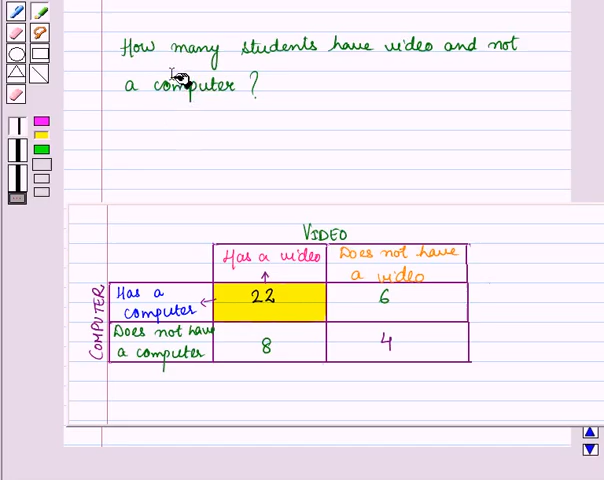 How many students have video and not
a computer ?
VIDEO
Has a video
Does not have
a video
COMPUTER
Has a
computer
22
6
Does not have
a computer
8
4